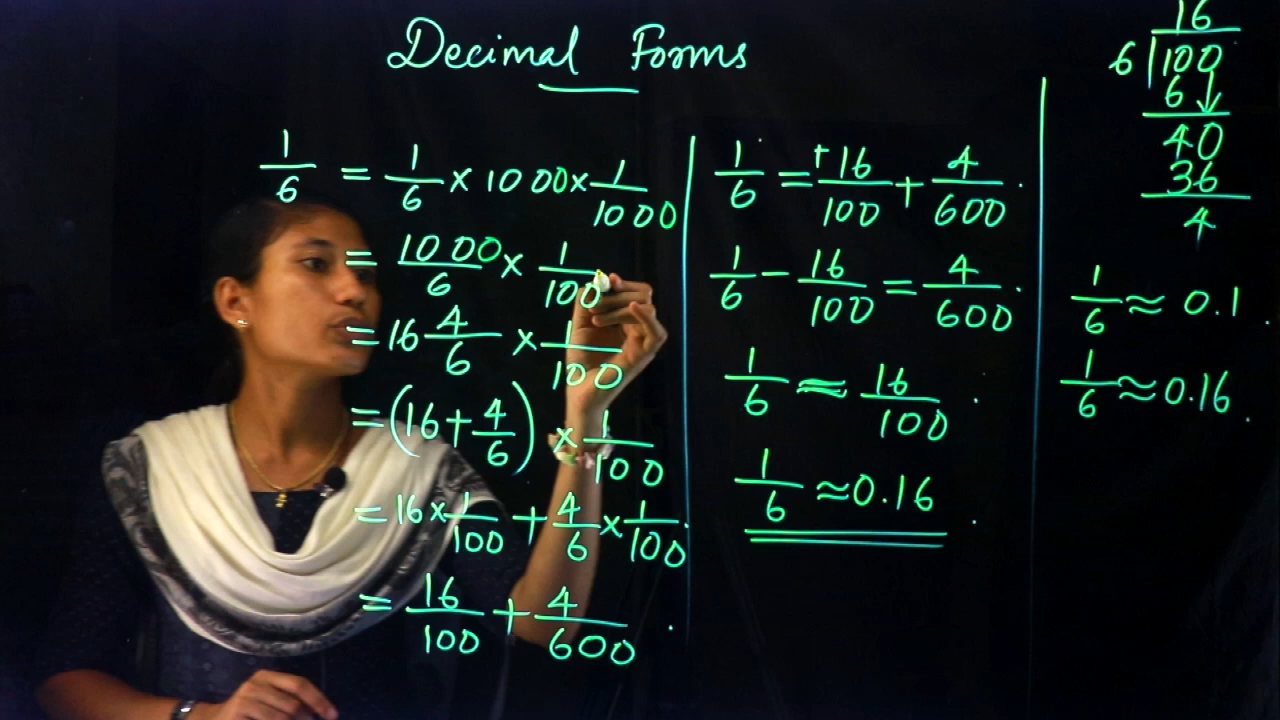 Decimal Forms
1/6 = 1/6 × 1000 × 1/1000
= 1000/6 × 1/100
= 16 4/6 × 1/100
= (16 + 4/6) × 1/100
= 16 × 1/100 + 4/6 × 1/100.
= 16/100 + 4/600.
1/6 = 16/100 + 4/600.
1/6 − 16/100 = 4/600.
1/6 ≈ 16/100.
1/6 ≈ 0.16.
16
6 100
6
40
36
4
1/6 ≈ 0.1.
1/6 ≈ 0.16.